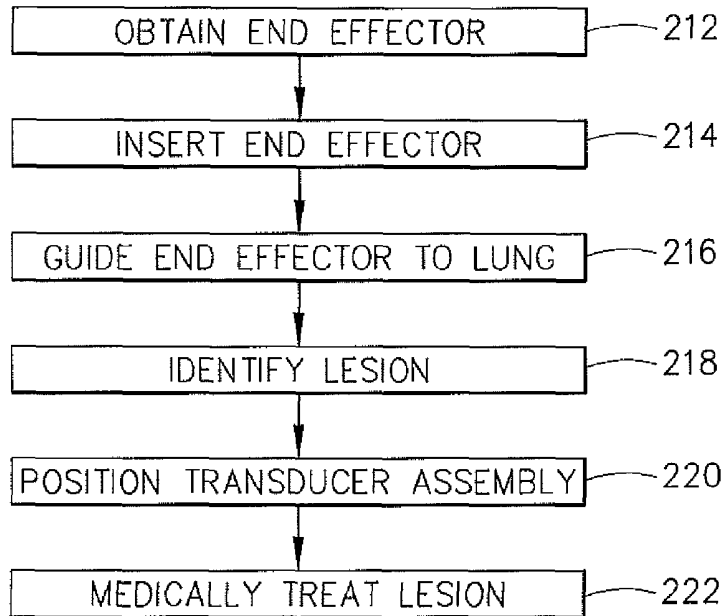 OBTAIN END EFFECTOR 212
INSERT END EFFECTOR 214
GUIDE END EFFECTOR TO LUNG 216
IDENTIFY LESION 218
POSITION TRANSDUCER ASSEMBLY 220
MEDICALLY TREAT LESION 222